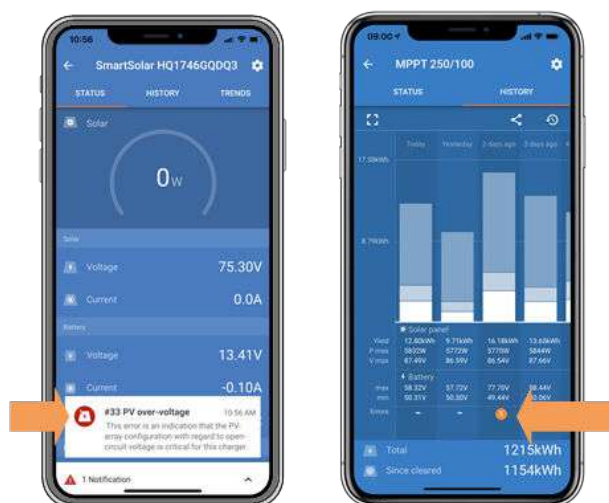 10:56
SmartSolar HQ1746GQDQ3
STATUS HISTORY TRENDS
Solar
0w
Solar
Voltage 75.30V
Current 0.0A
Battery
Voltage 13.41V
Current -0.10A
#33 PV over-voltage 10:56 AM
This error is an indication that the PV-
array configuration with regard to open-
circuit voltage is critical for this charger.
1 Notification
09:00
MPPT 250/100
STATUS HISTORY
Today Yesterday 2 days ago 3 days ago
17.58kWh
8.79kWh
Solar panel
Yield 12.80kWh 9.71kWh 16.18kWh 13.68kWh
P max 5832W 5772W 5778W 5844W
V max 87.49V 86.59V 86.54V 87.66V
Battery
max 58.32V 57.72V 77.70V 58.44V
min 50.31V 50.30V 49.44V
Errors - -
Total 1215kWh
Since cleared 1154kWh